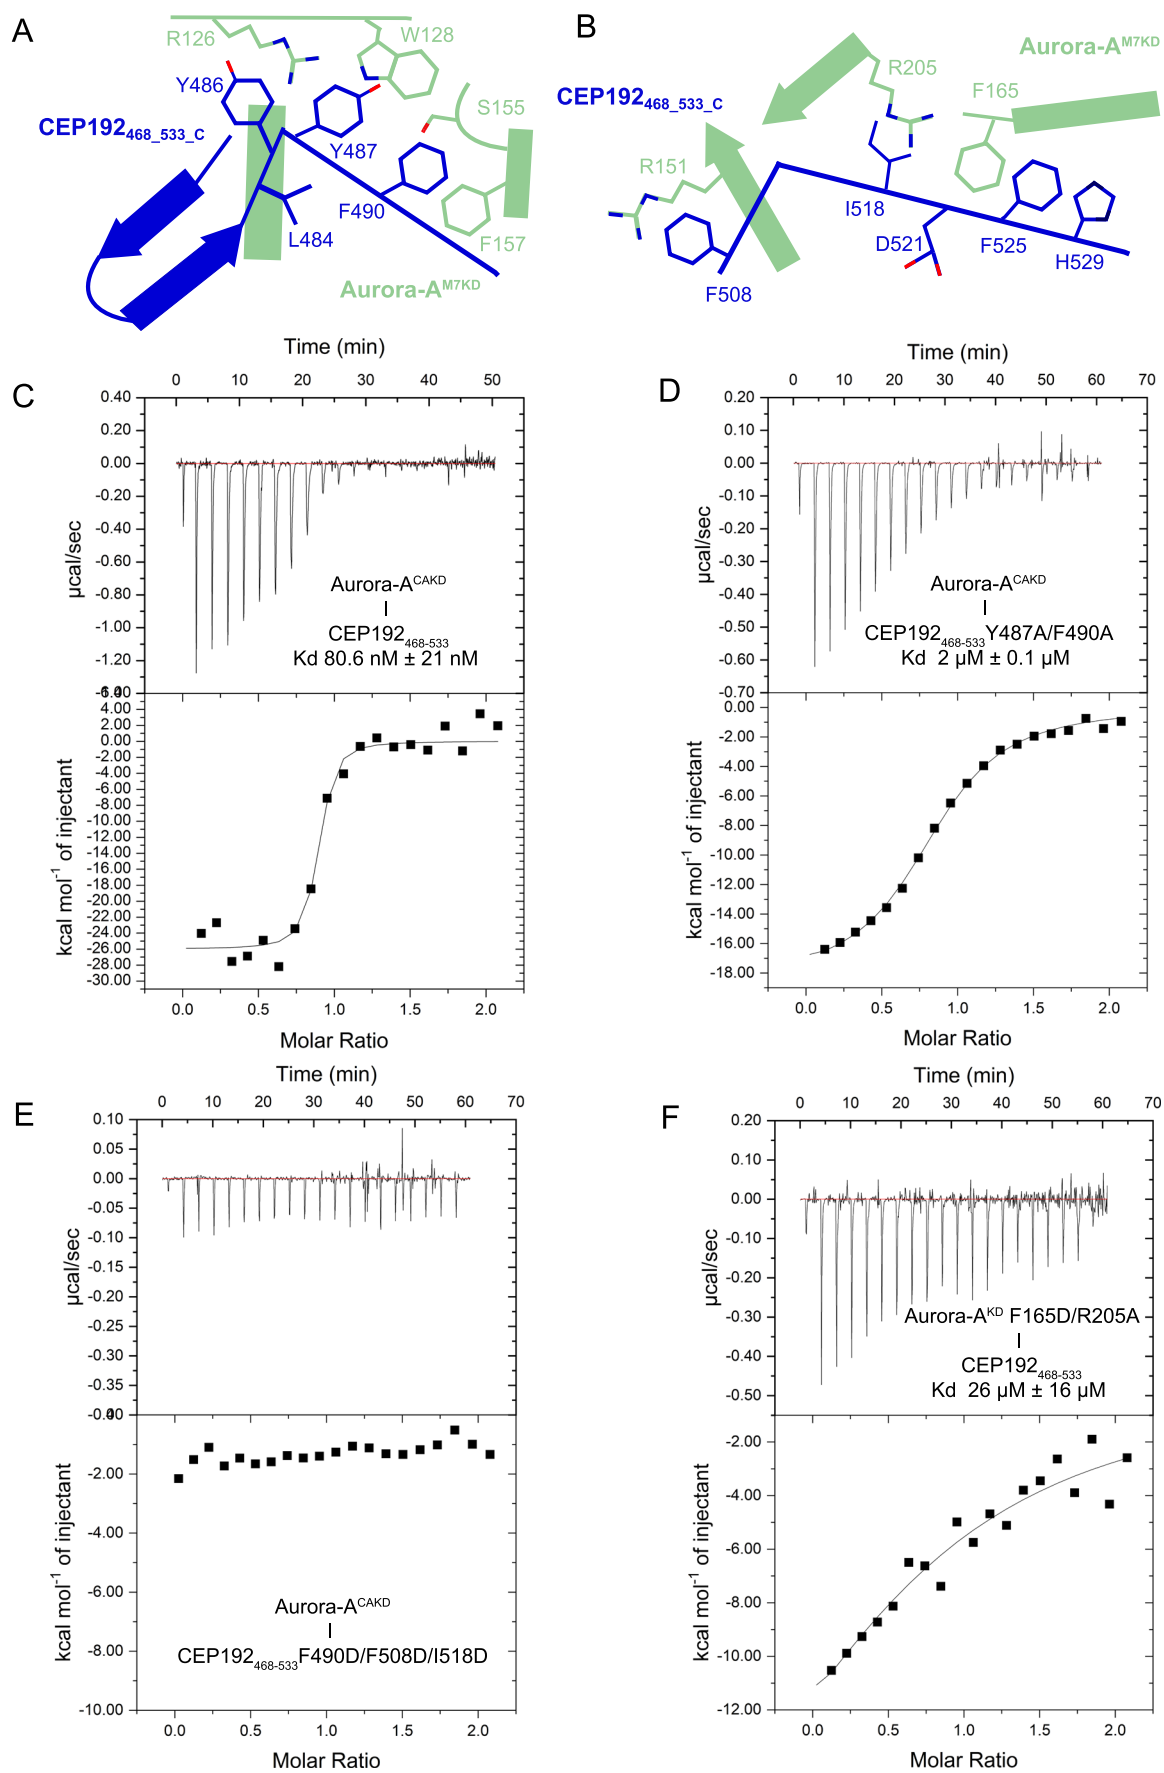 A
R126
W128
Y486
S155
CEP192468_533_C
Y487
F490
L484
F157
Aurora-AM7KD
B
Aurora-AM7KD
R205
F165
CEP192468_533_C
R151
I518
D521
F525
H529
F508
C
Time (min)
0 10 20 30 40 50
0.40
0.20
0.00
-0.20
-0.40
-0.60
-0.80
-1.00
-1.20
µcal/sec
Aurora-ACAKD
CEP192468-533
Kd 80.6 nM ± 21 nM
4.00
2.00
0.00
-2.00
-4.00
-6.00
-8.00
-10.00
-12.00
-14.00
-16.00
-18.00
-20.00
-22.00
-24.00
-26.00
-28.00
-30.00
kcal mol-1 of injectant
0.0 0.5 1.0 1.5 2.0
Molar Ratio
D
Time (min)
0 10 20 30 40 50 60 70
0.20
0.10
0.00
-0.10
-0.20
-0.30
-0.40
-0.50
-0.60
-0.70
µcal/sec
Aurora-ACAKD
CEP192468-533Y487A/F490A
Kd 2 µM ± 0.1 µM
0.00
-2.00
-4.00
-6.00
-8.00
-10.00
-12.00
-14.00
-16.00
-18.00
kcal mol-1 of injectant
0.0 0.5 1.0 1.5 2.0
Molar Ratio
E
Time (min)
0 10 20 30 40 50 60 70
0.10
0.05
0.00
-0.05
-0.10
-0.15
-0.20
-0.25
-0.30
-0.35
µcal/sec
-2.00
-4.00
-6.00
-8.00
-10.00
kcal mol-1 of injectant
Aurora-ACAKD
CEP192468-533F490D/F508D/I518D
0.0 0.5 1.0 1.5 2.0
Molar Ratio
F
Time (min)
0 10 20 30 40 50 60 70
0.20
0.10
0.00
-0.10
-0.20
-0.30
-0.40
-0.50
µcal/sec
Aurora-AKD F165D/R205A
CEP192468-533
Kd 26 µM ± 16 µM
-2.00
-4.00
-6.00
-8.00
-10.00
-12.00
kcal mol-1 of injectant
0.0 0.5 1.0 1.5 2.0
Molar Ratio